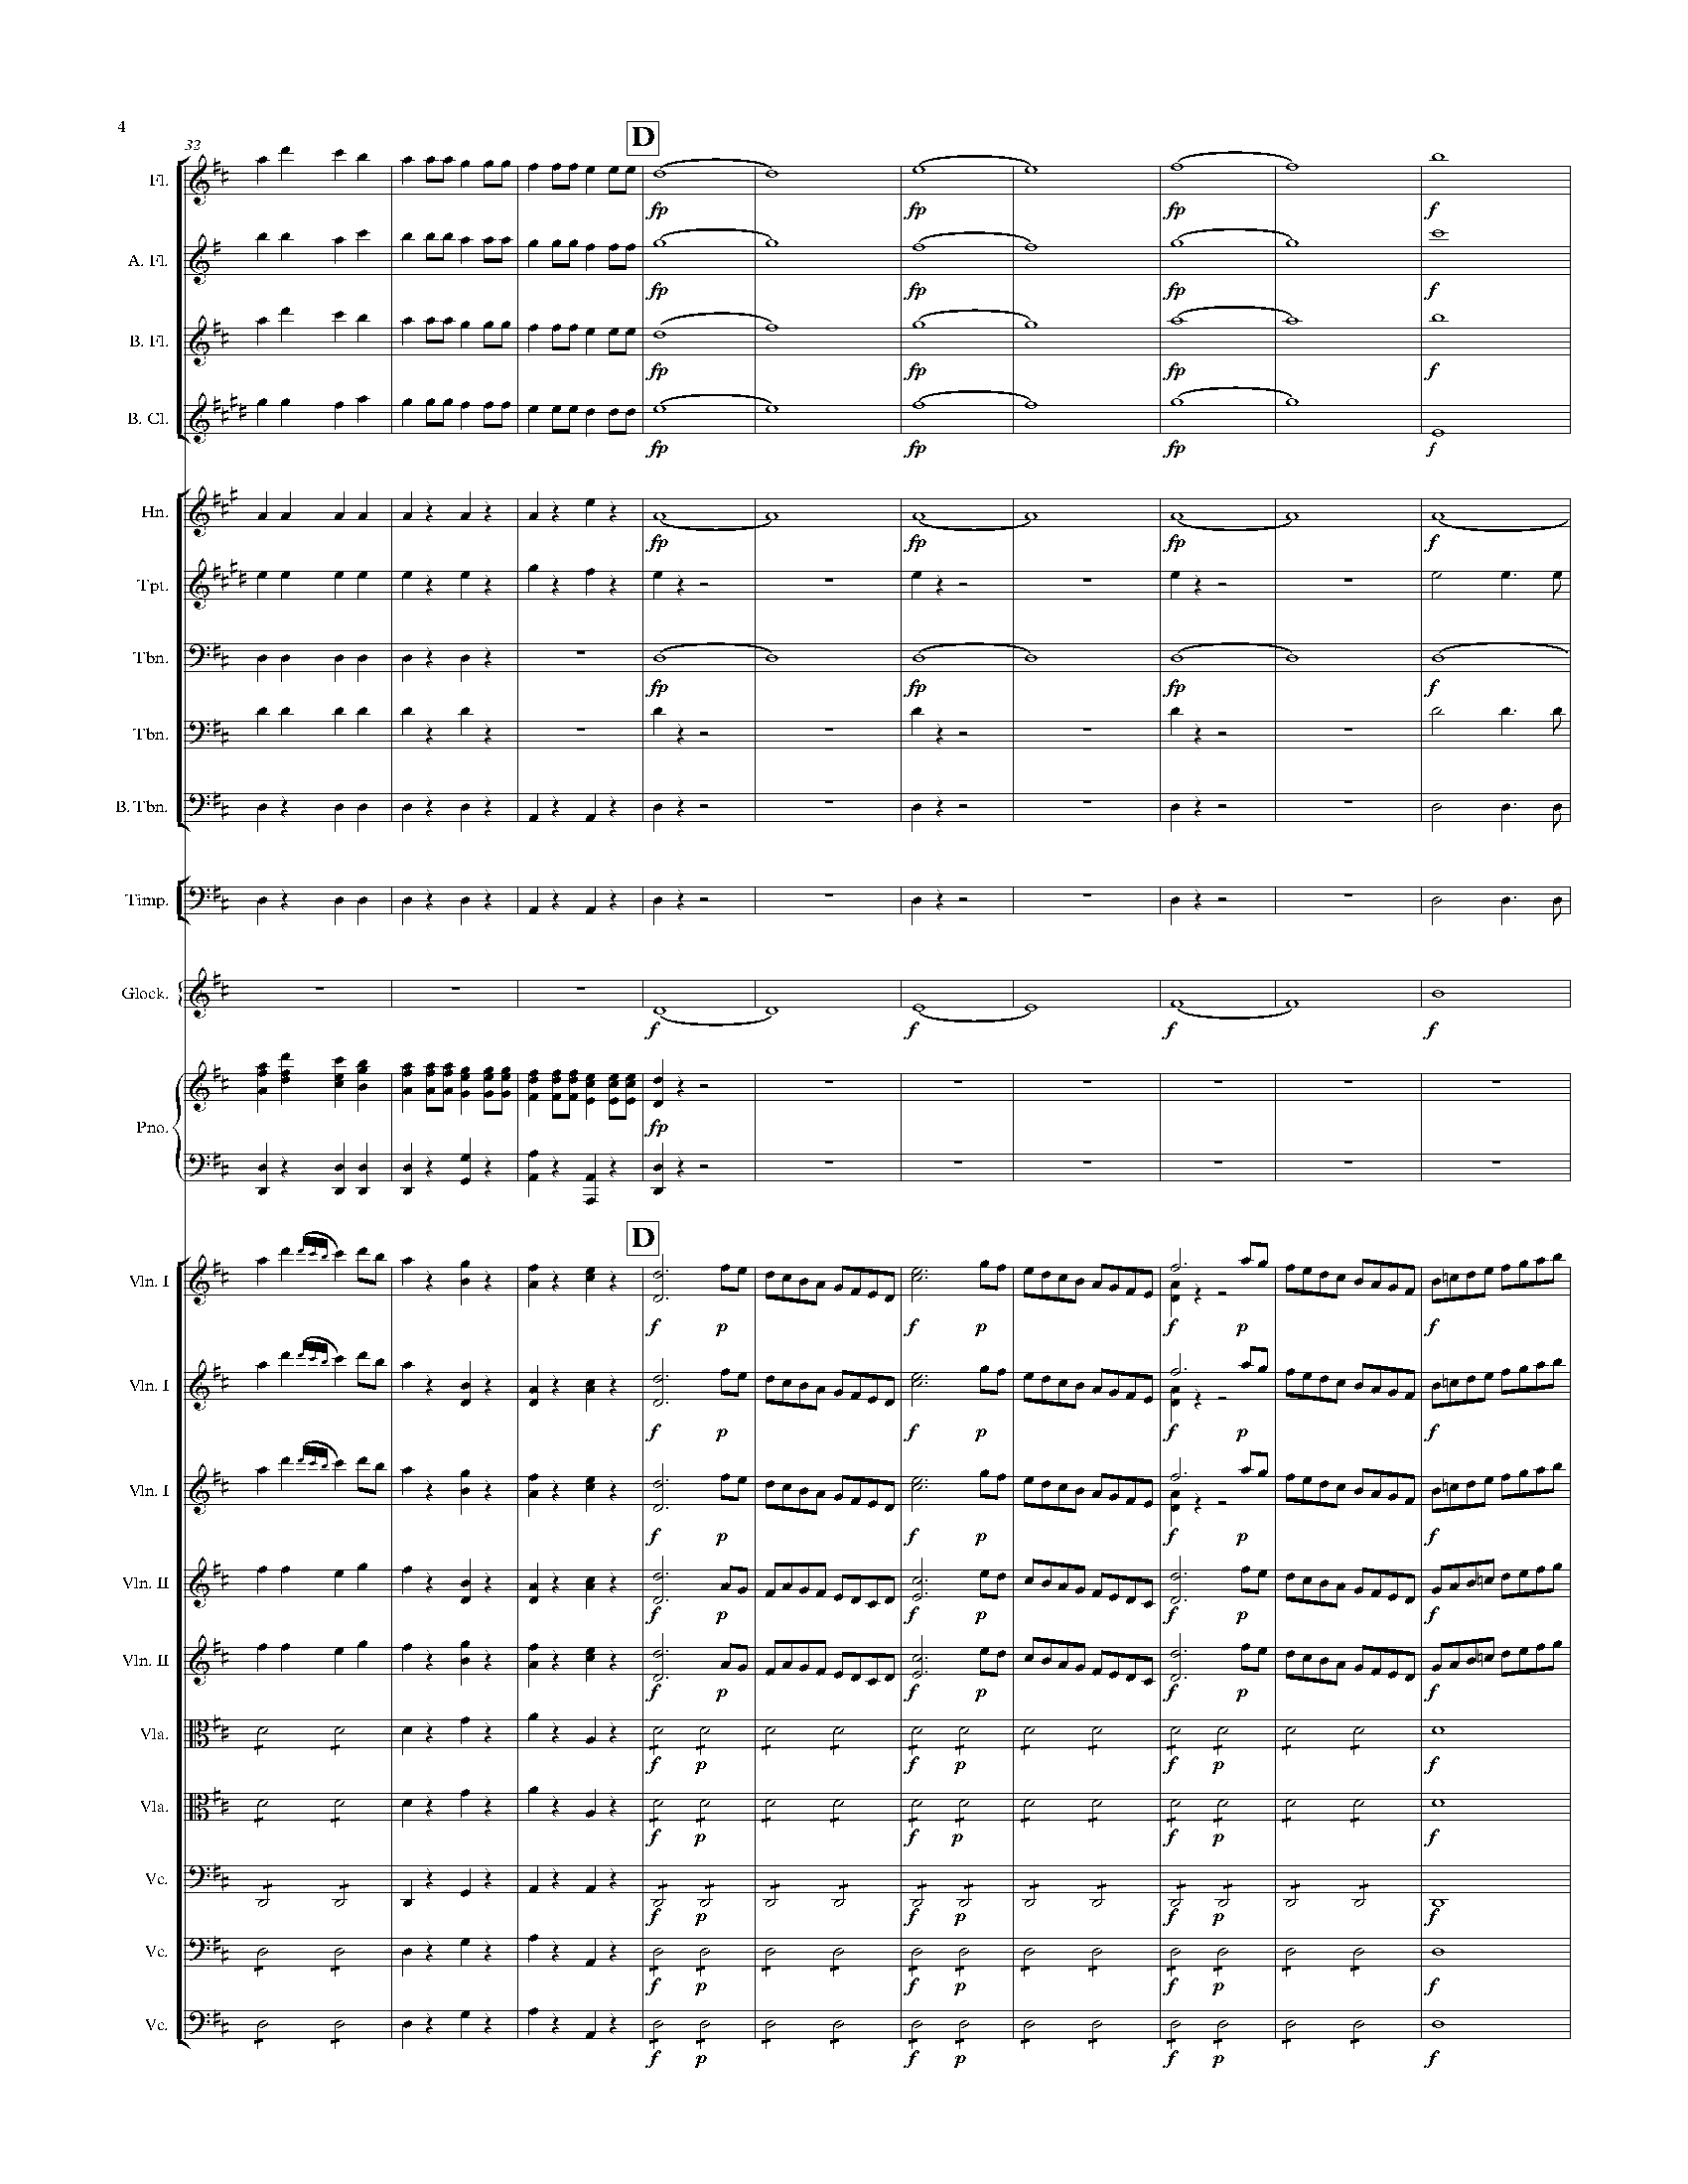 4
33
D
Fl.
fp fp fp f
A. Fl.
fp fp fp f
B. Fl.
fp fp fp f
B. Cl.
fp fp fp f
Hn.
fp fp fp f
Tpt.
Tbn.
fp fp fp f
Tbn.
B. Tbn.
Timp.
Glock.
f f f f
Pno.
fp
D
Vln. I
f p f p f p f
Vln. I
f p f p f p f
Vln. I
f p f p f p f
Vln. II
f p f p f p f
Vln. II
f p f p f p f
Vla.
f p f p f p f
Vla.
f p f p f p f
Vc.
f p f p f p f
Vc.
f p f p f p f
Vc.
f p f p f p f